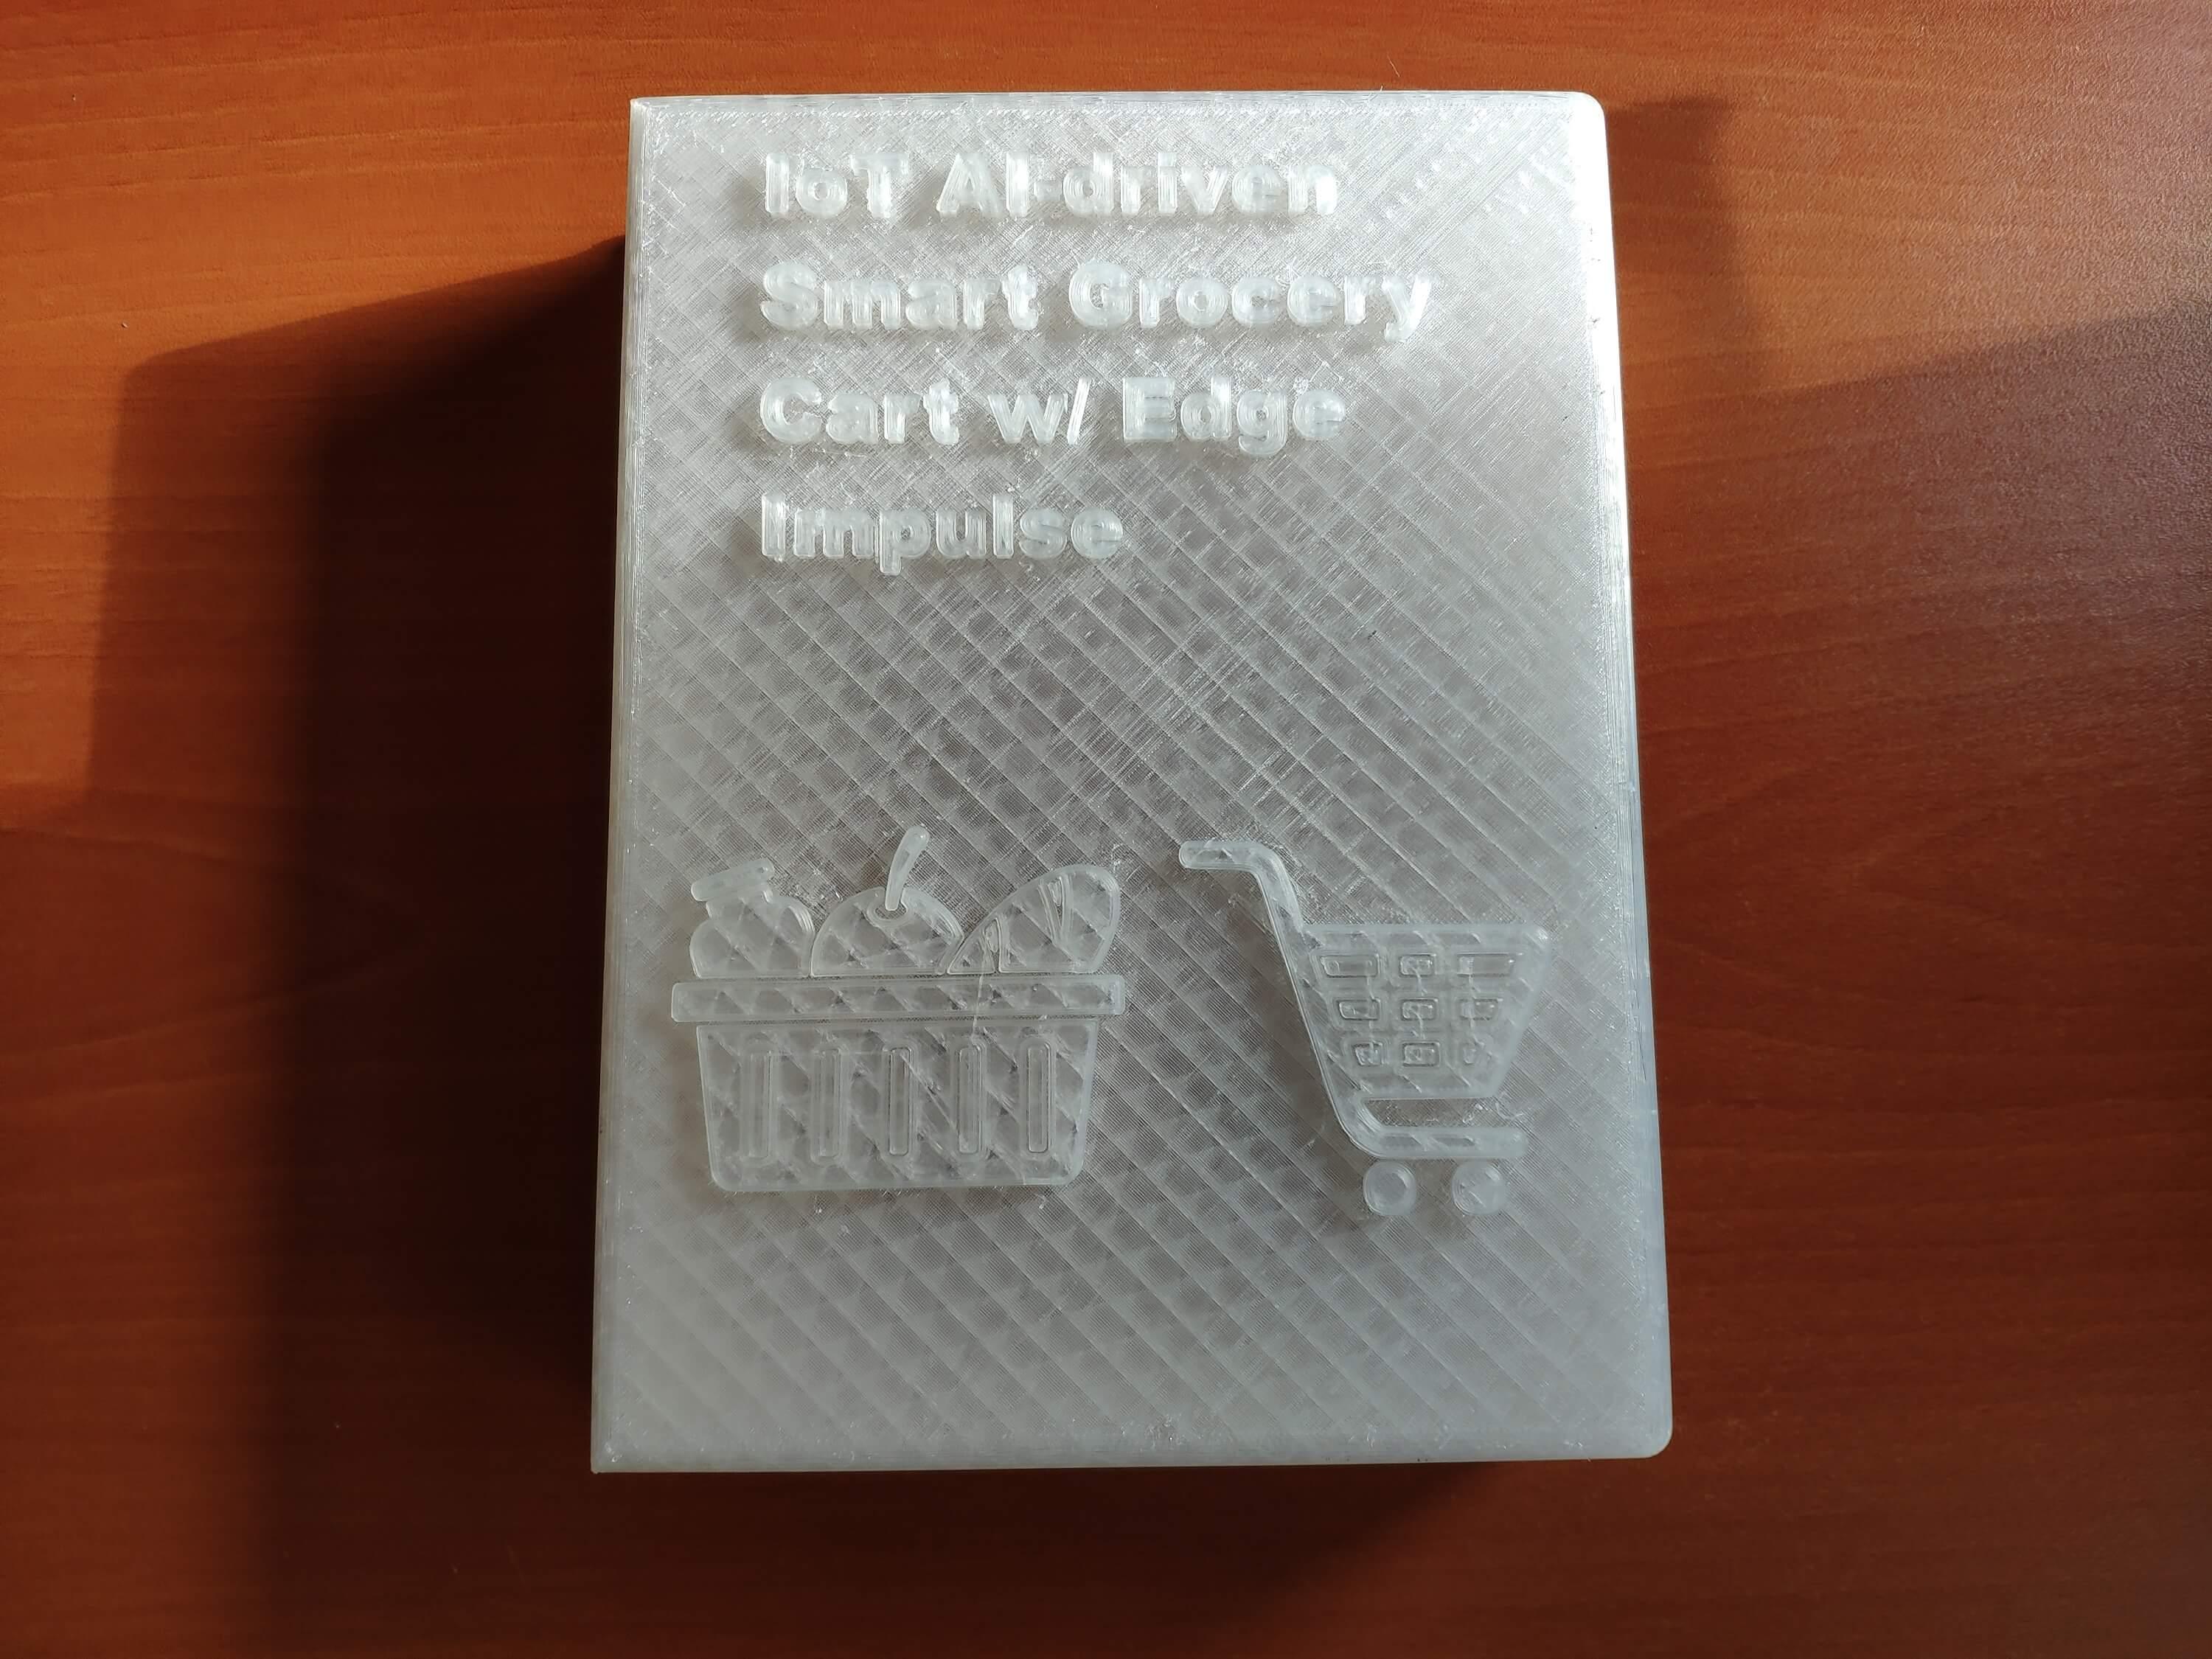 IoT AI-driven
Smart Grocery
Cart w/ Edge
Impulse